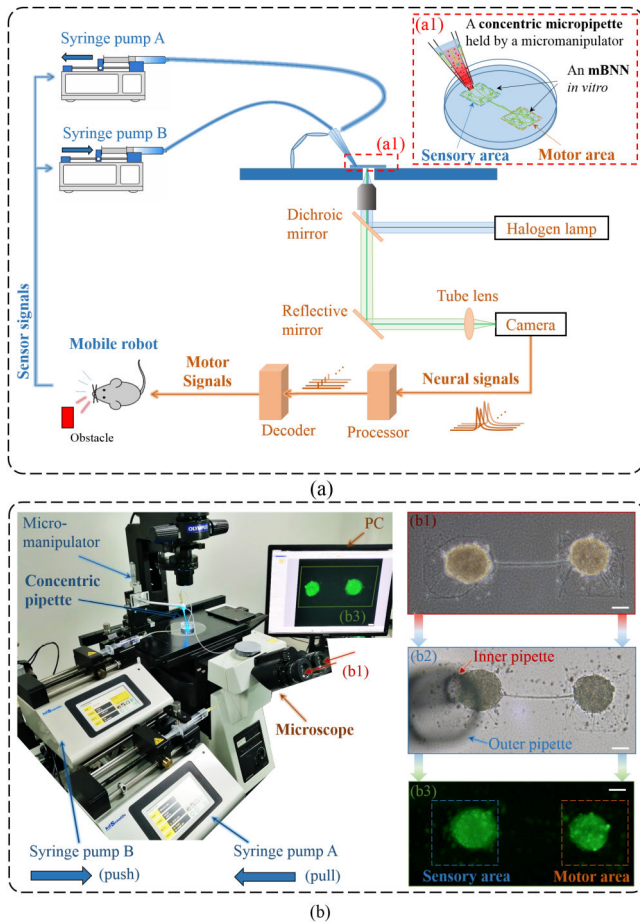 (a1)
A concentric micropipette
held by a micromanipulator
An mBNN
in vitro
Sensory area
Motor area
Syringe pump A
Syringe pump B
(a1)
Dichroic
mirror
Halogen lamp
Reflective
mirror
Tube lens
Camera
Sensor signals
Mobile robot
Obstacle
Motor
Signals
Decoder
Processor
Neural signals
(a)
Micro-
manipulator
Concentric
pipette
OLYMPUS
PC
(b3)
(b1)
Microscope
Syringe pump B
(push)
Syringe pump A
(pull)
(b1)
(b2)
Inner pipette
Outer pipette
(b3)
Sensory area
Motor area
(b)